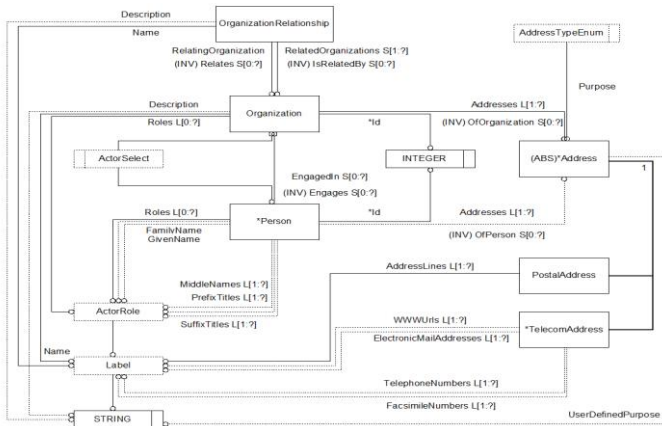 Description
OrganizationRelationship
Name
AddressTypeEnum
RelatingOrganization
RelatedOrganizations S[1:?]
(INV) Relates S[0:?]
(INV) IsRelatedBy S[0:?]
Purpose
Description
Organization
Addresses L[1:?]
Roles L[0:?]
*Id
(INV) OfOrganization S[0:?]
ActorSelect
INTEGER
(ABS)*Address
EngagedIn S[0:?]
1
(INV) Engages S[0:?]
Roles L[0:?]
*Person
*Id
Addresses L[1:?]
FamilyName
GivenName
(INV) OfPerson S[0:?]
AddressLines L[1:?]
PostalAddress
MiddleNames L[1:?]
PrefixTitles L[1:?]
ActorRole
WWWUrls L[1:?]
SuffixTitles L[1:?]
*TelecomAddress
ElectronicMailAddresses L[1:?]
Name
Label
TelephoneNumbers L[1:?]
FacsimileNumbers L[1:?]
STRING
UserDefinedPurpose